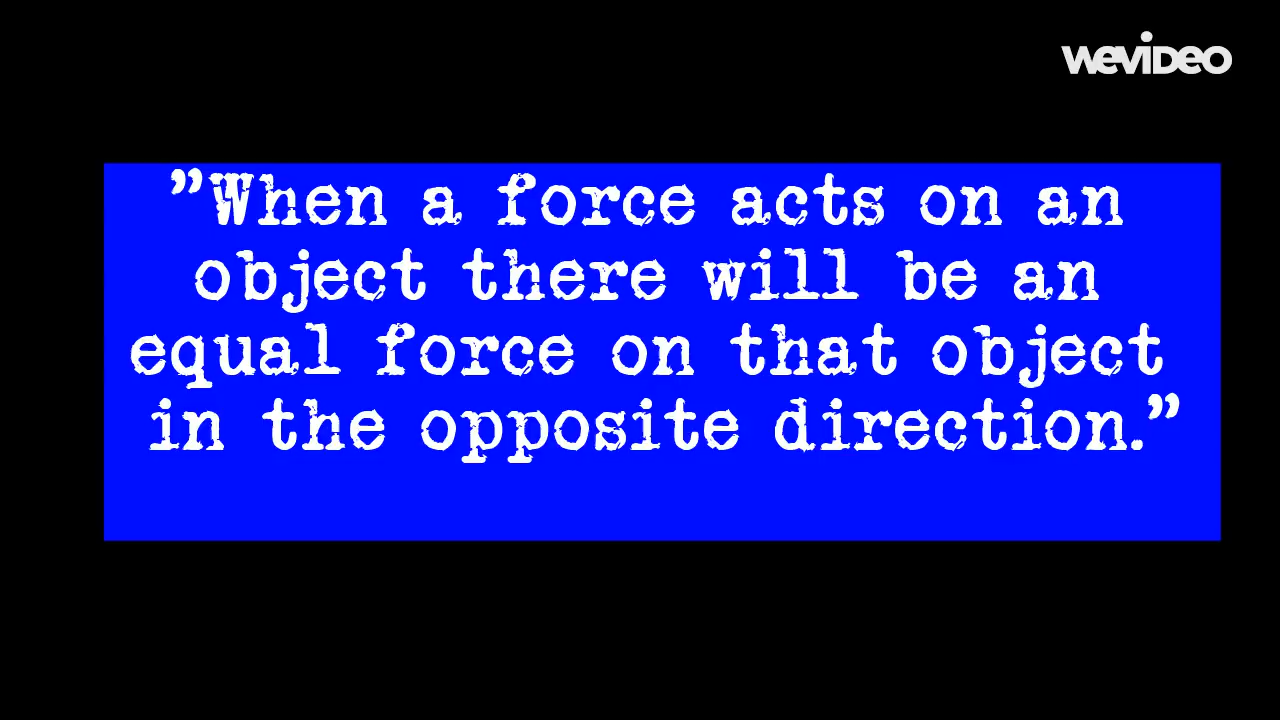 wevideo
”When a force acts on an
object there will be an
equal force on that object
in the opposite direction.”